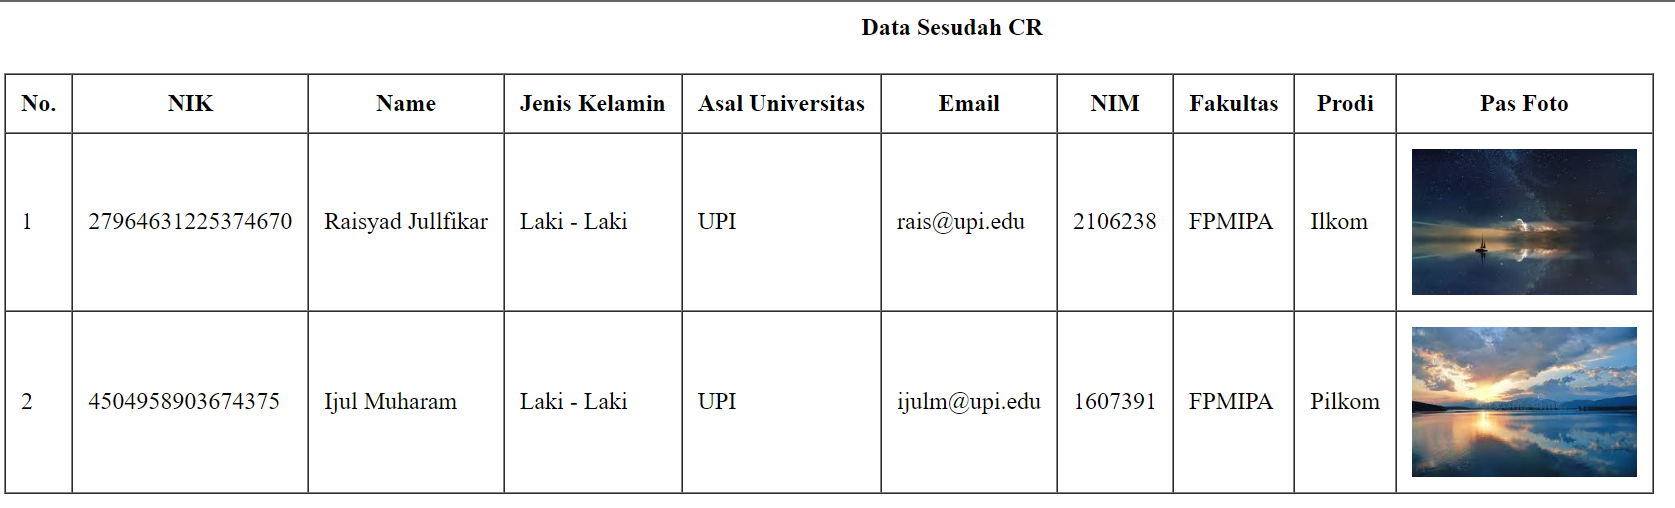 Data Sesudah CR
No. NIK Name Jenis Kelamin Asal Universitas Email NIM Fakultas Prodi Pas Foto
1 27964631225374670 Raisyad Jullfikar Laki - Laki UPI rais@upi.edu 2106238 FPMIPA Ilkom
2 4504958903674375 Ijul Muharam Laki - Laki UPI ijulm@upi.edu 1607391 FPMIPA Pilkom